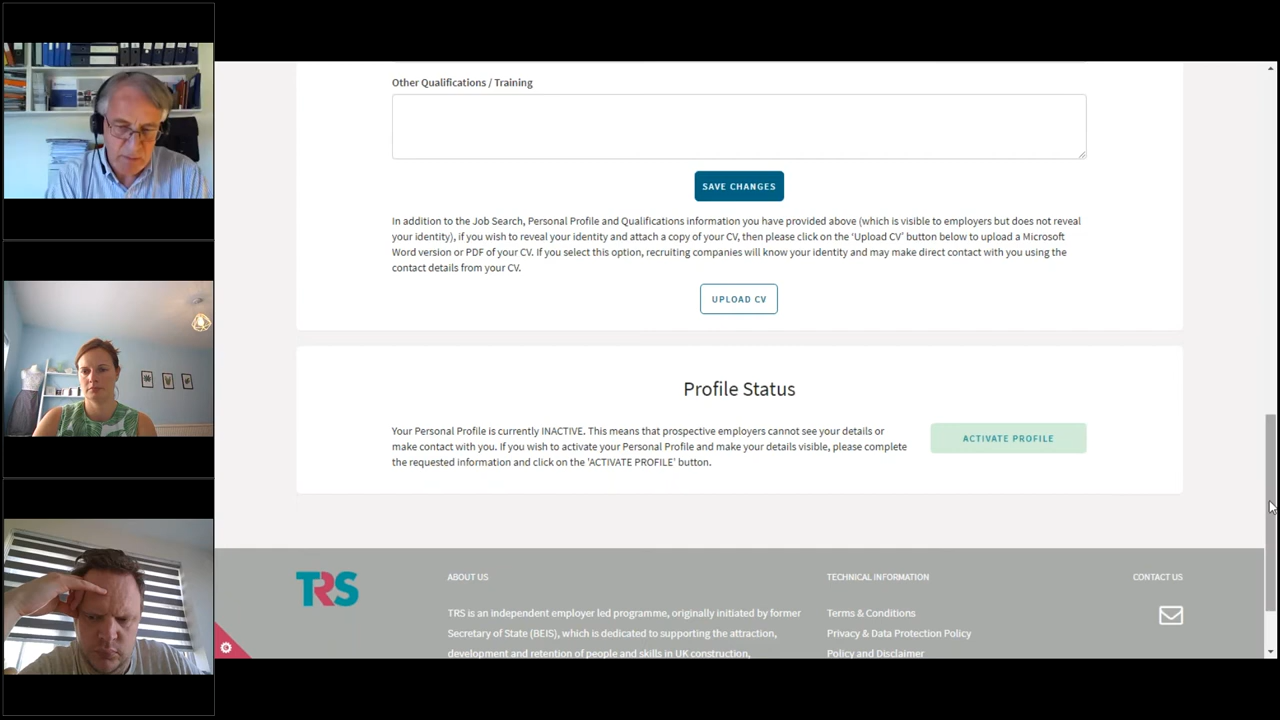 Other Qualifications / Training
SAVE CHANGES
In addition to the Job Search, Personal Profile and Qualifications information you have provided above (which is visible to employers but does not reveal
your identity), if you wish to reveal your identity and attach a copy of your CV, then please click on the ‘Upload CV’ button below to upload a Microsoft
Word version or PDF of your CV. If you select this option, recruiting companies will know your identity and may make direct contact with you using the
contact details from your CV.
UPLOAD CV
Profile Status
Your Personal Profile is currently INACTIVE. This means that prospective employers cannot see your details or
make contact with you. If you wish to activate your Personal Profile and make your details visible, please complete
the requested information and click on the 'ACTIVATE PROFILE' button.
ACTIVATE PROFILE
TRS
ABOUT US
TRS is an independent employer led programme, originally initiated by former
Secretary of State (BEIS), which is dedicated to supporting the attraction,
development and retention of people and skills in UK construction,
TECHNICAL INFORMATION
Terms & Conditions
Privacy & Data Protection Policy
Policy and Disclaimer
CONTACT US